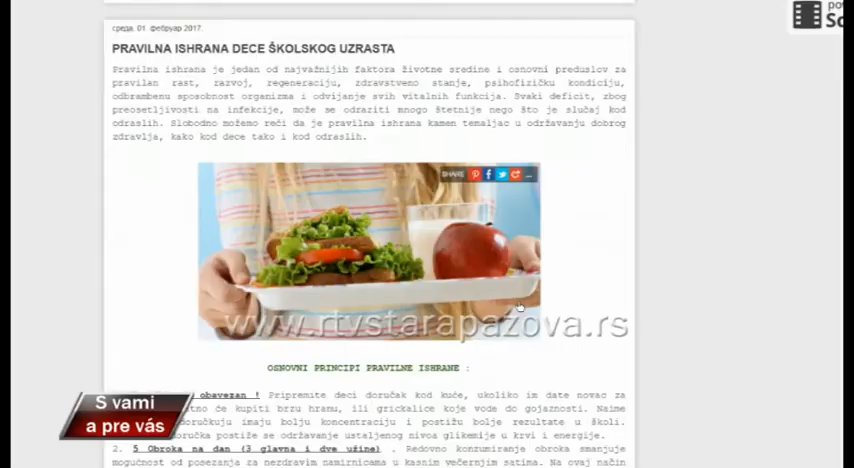 среда, 01. фебруар 2017.
PRAVILNA ISHRANA DECE ŠKOLSKOG UZRASTA
Pravilna ishrana je jedan od najvažnijih faktora životne sredine i osnovni preduslov za
pravilan rast, razvoj, regeneraciju, zdravstveno stanje, psihofizičku kondiciju,
odbrambenu sposobnost organizma i odvijanje svih vitalnih funkcija. Svaki deficit, zbog
preosetljivosti na infekcije, može se odraziti mnogo štetnije nego što je slučaj kod
odraslih. Slobodno možemo reći da je pravilna ishrana kamen temeljac u održavanju dobrog
zdravlja, kako kod dece tako i kod odraslih.
SHARE
www.rtvstarapazova.rs
OSNOVNI PRINCIPI PRAVILNE ISHRANE :
obavezan ! Pripremite deci doručak kod kuće, ukoliko im date novac za
će kupiti brzu hranu, ili grickalice koje vode do gojaznosti. Naime
imaju bolju koncentraciju i postižu bolje rezultate u školi.
postiže se održavanje ustaljenog nivoa glikemije u krvi i energije.
2. 5 Obroka na dan (3 glavna i dve užine) . Redovno konzumiranje obroka smanjuje
mogućnost od posezanja za nezdravim namirnicama u kasnim večernjim satima. Na ovaj način
S vami
a pre vás